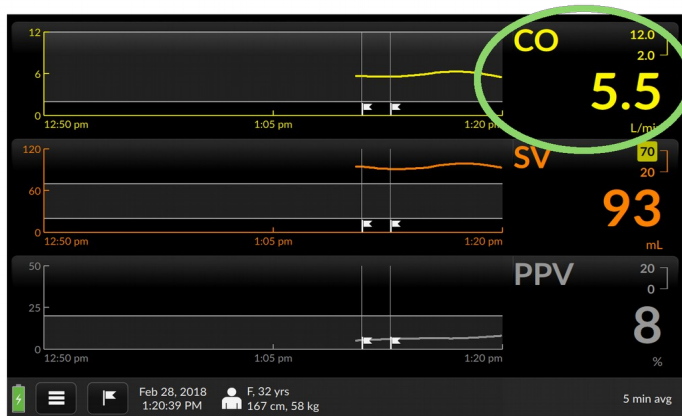 12
6
0
12:50 pm
1:05 pm
1:20 pm
CO
12.0
2.0
5.5
L/min
120
60
0
12:50 pm
1:05 pm
1:20 pm
SV
70
20
93
mL
50
25
0
12:50 pm
1:05 pm
1:20 pm
PPV
20
0
8
%
Feb 28, 2018
1:20:39 PM
F, 32 yrs
167 cm, 58 kg
5 min avg